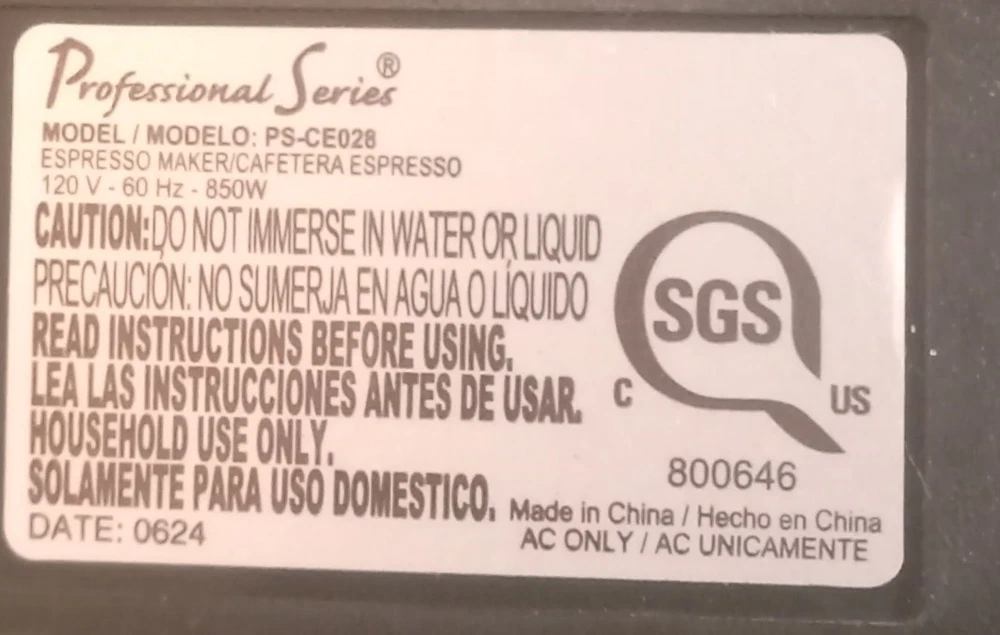 Professional Series®
MODEL / MODELO: PS-CE028
ESPRESSO MAKER/CAFETERA ESPRESSO
120 V - 60 Hz - 850W
CAUTION: DO NOT IMMERSE IN WATER OR LIQUID
PRECAUCIÓN: NO SUMERJA EN AGUA O LÍQUIDO
READ INSTRUCTIONS BEFORE USING.
LEA LAS INSTRUCCIONES ANTES DE USAR.
HOUSEHOLD USE ONLY.
SOLAMENTE PARA USO DOMESTICO.
DATE: 0624
SGS
C US
800646
Made in China / Hecho en China
AC ONLY / AC UNICAMENTE